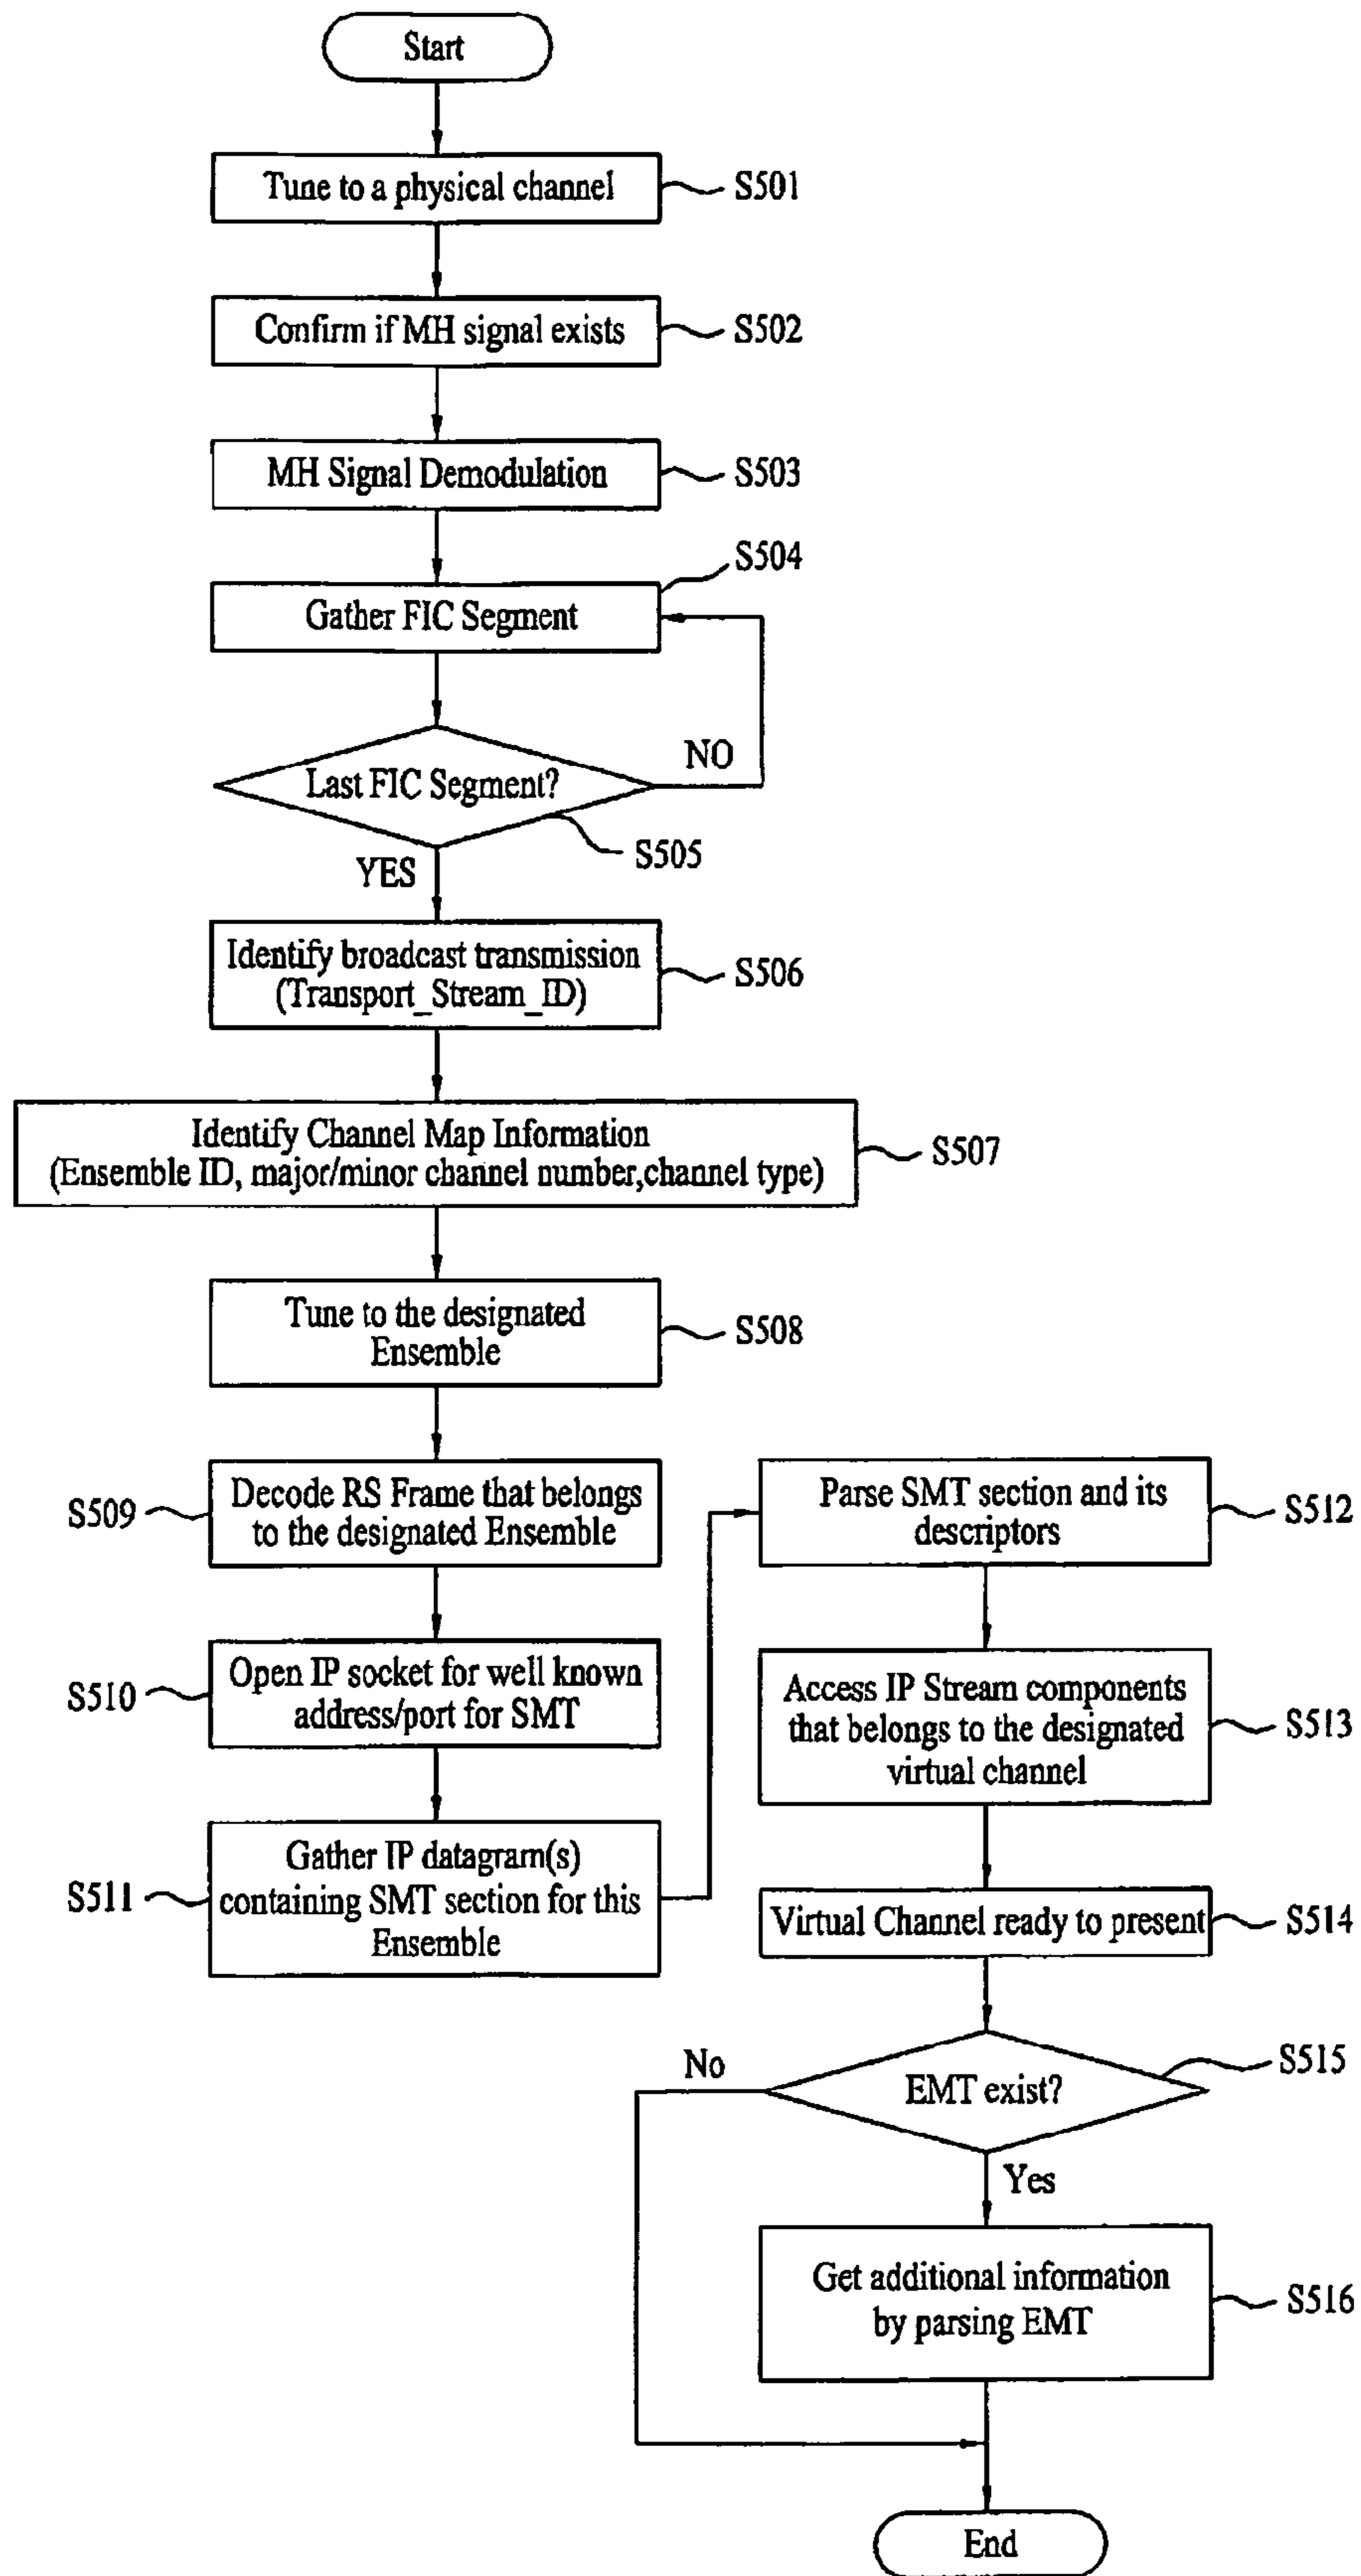 Start
Tune to a physical channel
S501
Confirm if MH signal exists
S502
MH Signal Demodulation
S503
S504
Gather FIC Segment
NO
Last FIC Segment?
S505
YES
Identify broadcast transmission
(Transport_Stream_ID)
S506
Identify Channel Map Information
(Ensemble ID, major/minor channel number,channel type)
S507
Tune to the designated
Ensemble
S508
S509
Decode RS Frame that belongs
to the designated Ensemble
S510
Open IP socket for well known
address/port for SMT
S511
Gather IP datagram(s)
containing SMT section for this
Ensemble
Parse SMT section and its
descriptors
S512
Access IP Stream components
that belongs to the designated
virtual channel
S513
Virtual Channel ready to present
S514
No
EMT exist?
S515
Yes
Get additional information
by parsing EMT
S516
End